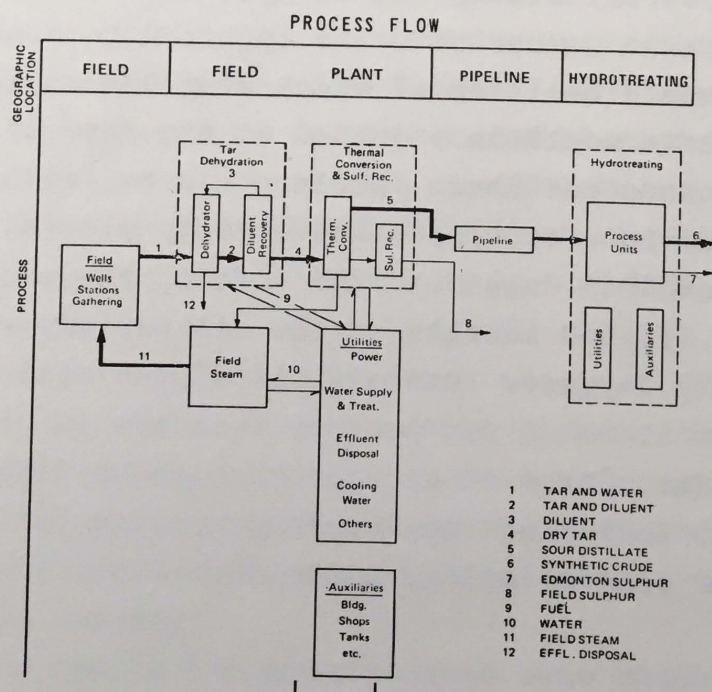 PROCESS FLOW
GEOGRAPHIC
LOCATION
FIELD
FIELD
PLANT
PIPELINE
HYDROTREATING
PROCESS
Tar
Dehydration
3
Dehydrator
2
Diluent
Recovery
Thermal
Conversion
& Sulf. Rec.
Therm.
Conv.
5
Sul. Rec.
Pipeline
Hydrotreating
Process
Units
6
7
Utilities
Auxiliaries
Field
Wells
Stations
Gathering
1
4
12
9
8
Field
Steam
11
10
Utilities
Power
Water Supply
& Treat.
Effluent
Disposal
Cooling
Water
Others
Auxiliaries
Bldg.
Shops
Tanks
etc.
1 TAR AND WATER
2 TAR AND DILUENT
3 DILUENT
4 DRY TAR
5 SOUR DISTILLATE
6 SYNTHETIC CRUDE
7 EDMONTON SULPHUR
8 FIELD SULPHUR
9 FUEL
10 WATER
11 FIELD STEAM
12 EFFL. DISPOSAL